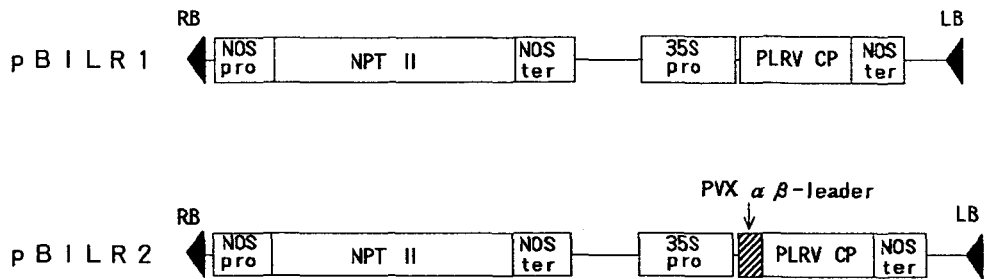 RB LB
pBILR1 NOS pro NPT II NOS ter 35S pro PLRV CP NOS ter
PVX α β-leader
RB LB
pBILR2 NOS pro NPT II NOS ter 35S pro PLRV CP NOS ter